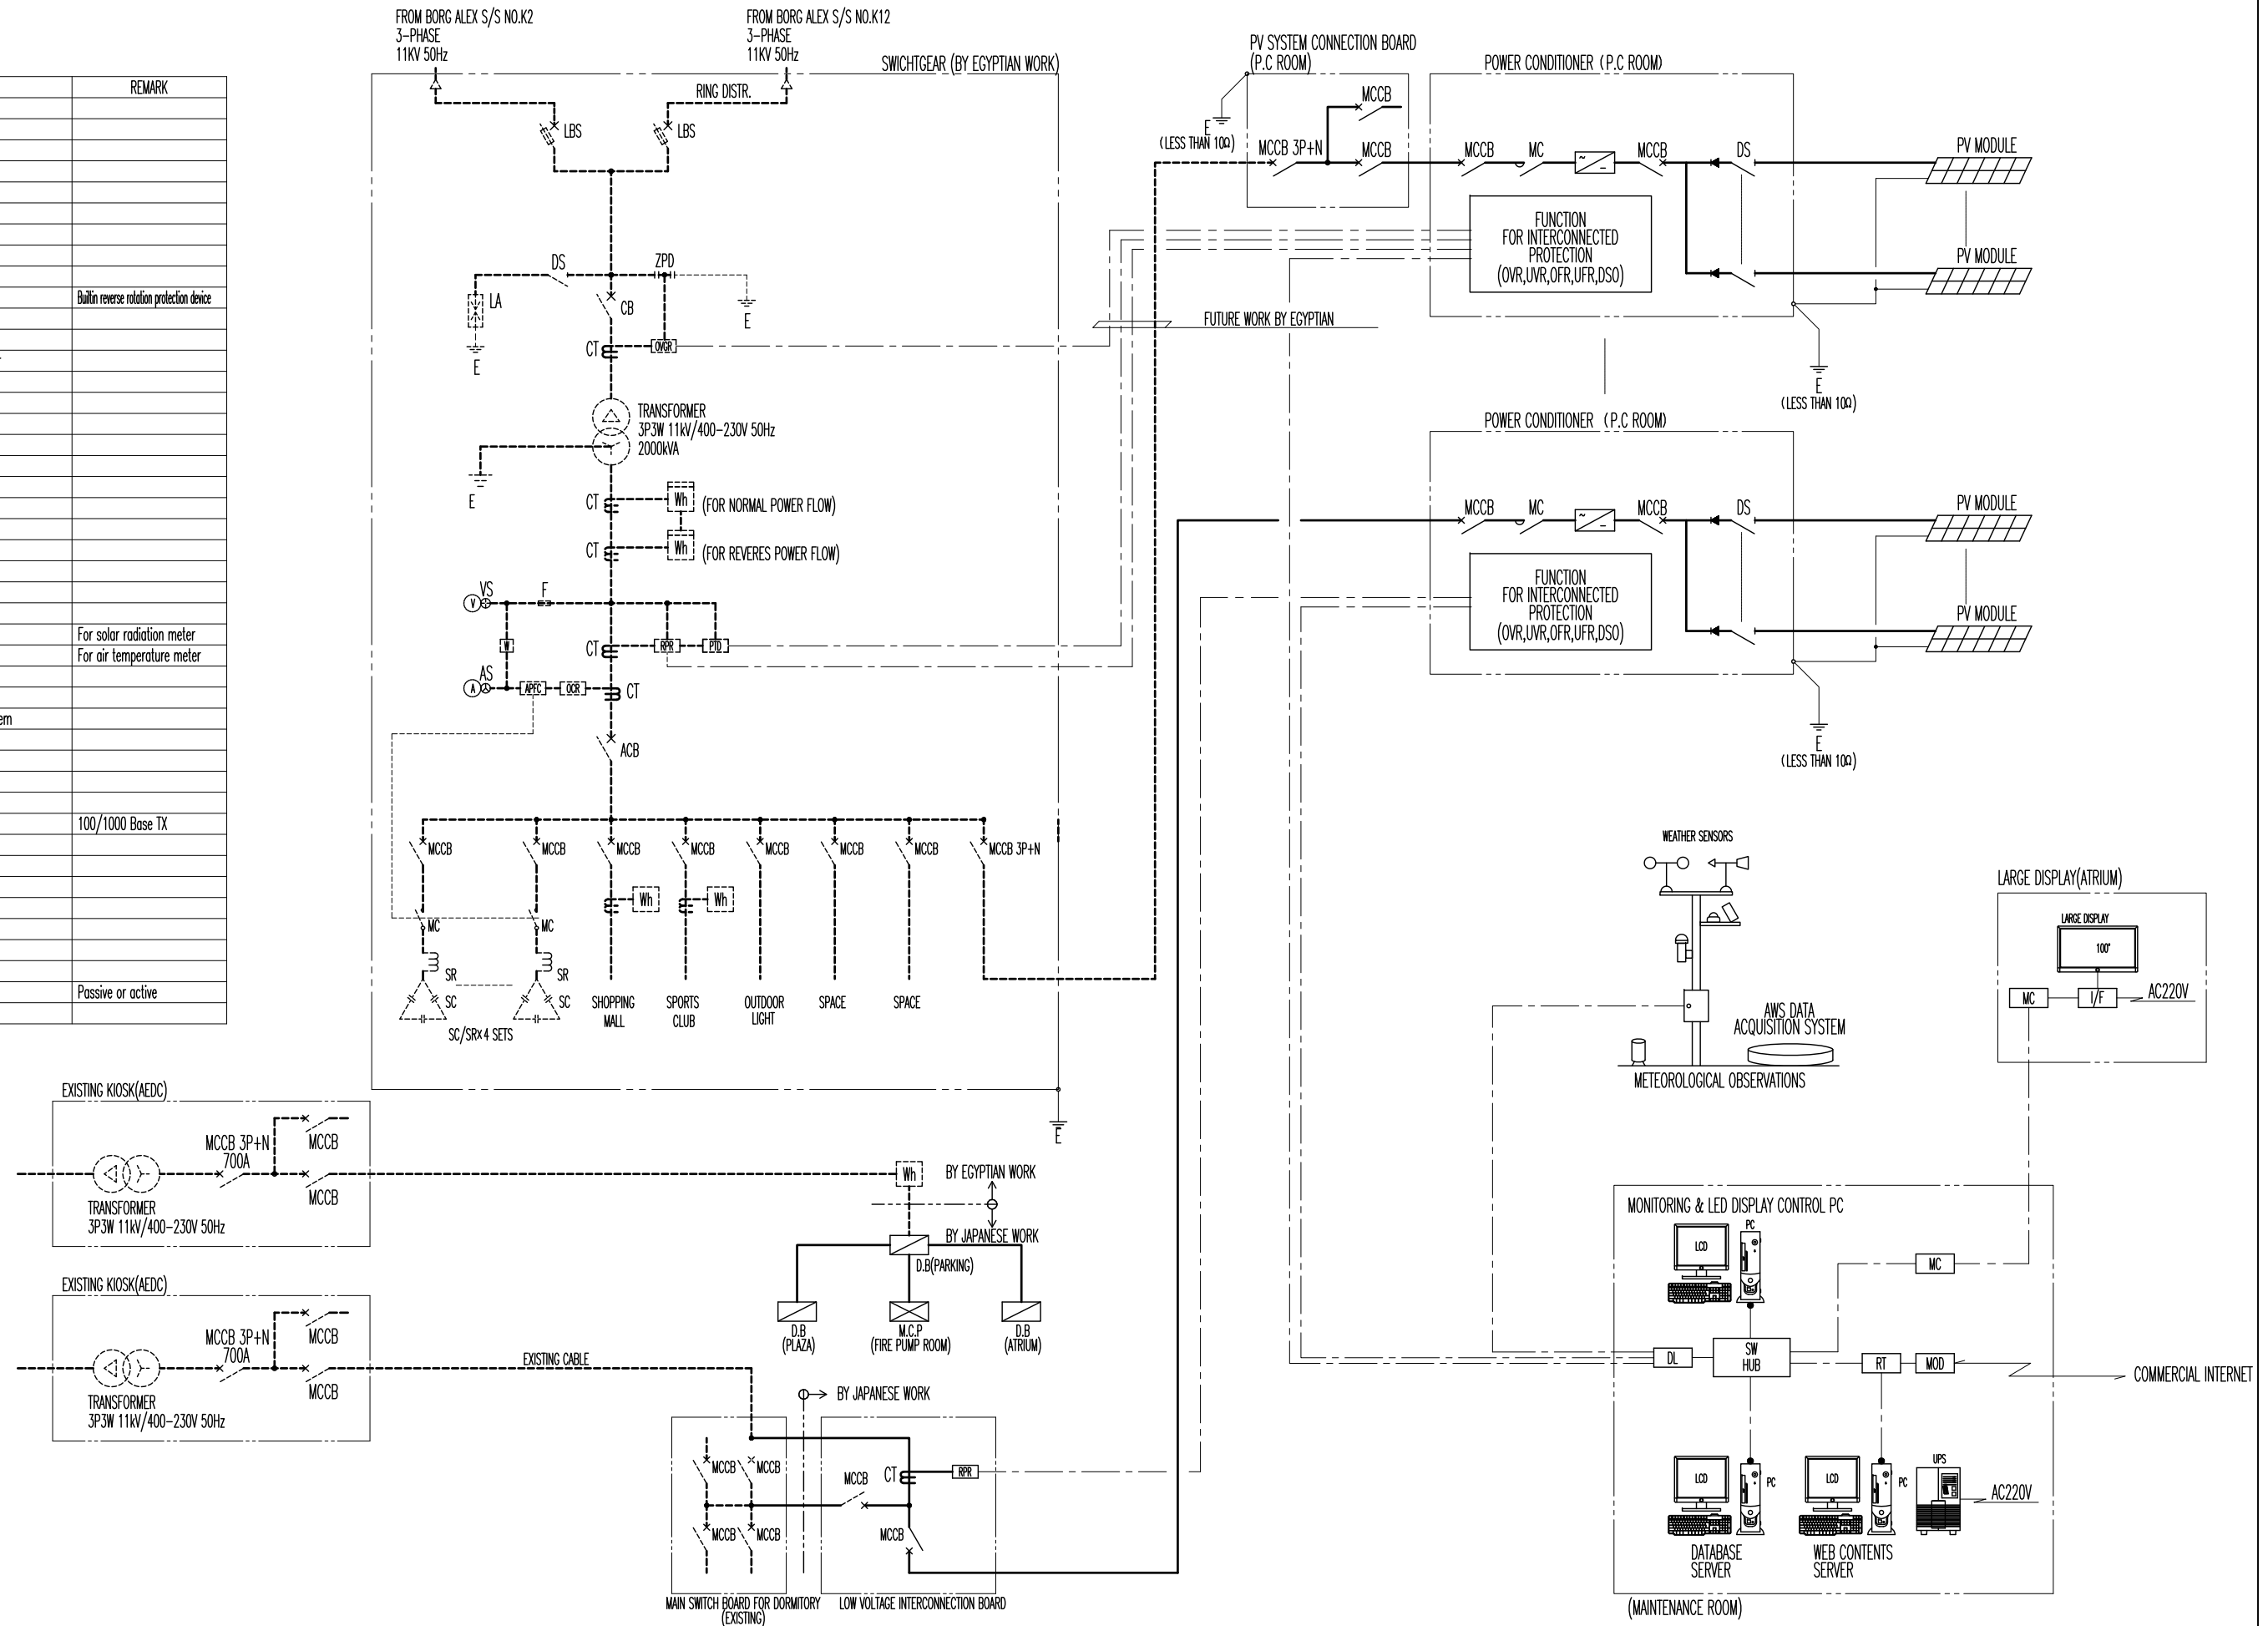 REMARK
Builtin reverse rotation protection device
For solar radiation meter
For air temperature meter
em
100/1000 Base TX
Passive or active
FROM BORG ALEX S/S NO.K2
3-PHASE
11KV 50Hz
FROM BORG ALEX S/S NO.K12
3-PHASE
11KV 50Hz
SWICHTGEAR (BY EGYPTIAN WORK)
RING DISTR.
LBS
LBS
DS
ZPD
LA
E
CB
E
CT
OVGR
TRANSFORMER
3P3W 11kV/400-230V 50Hz
2000kVA
E
CT
Wh
(FOR NORMAL POWER FLOW)
CT
Wh
(FOR REVERES POWER FLOW)
VS
V
F
W
CT
RPR
PTD
AS
A
APFC
OCR
CT
ACB
MCCB
MCCB
MCCB
MCCB
MCCB
MCCB
MCCB
MCCB 3P+N
Wh
Wh
MC
MC
SR
SC
SR
SC
SC/SR×4 SETS
SHOPPING
MALL
SPORTS
CLUB
OUTDOOR
LIGHT
SPACE
SPACE
E
PV SYSTEM CONNECTION BOARD
(P.C ROOM)
E
(LESS THAN 10Ω)
MCCB
MCCB 3P+N
MCCB
POWER CONDITIONER (P.C ROOM)
MCCB
MC
~
-
MCCB
DS
PV MODULE
PV MODULE
FUNCTION
FOR INTERCONNECTED
PROTECTION
(OVR,UVR,OFR,UFR,DSO)
E
(LESS THAN 10Ω)
FUTURE WORK BY EGYPTIAN
POWER CONDITIONER (P.C ROOM)
MCCB
MC
~
-
MCCB
DS
PV MODULE
PV MODULE
FUNCTION
FOR INTERCONNECTED
PROTECTION
(OVR,UVR,OFR,UFR,DSO)
E
(LESS THAN 10Ω)
WEATHER SENSORS
AWS DATA
ACQUISITION SYSTEM
METEOROLOGICAL OBSERVATIONS
LARGE DISPLAY(ATRIUM)
LARGE DISPLAY
100"
MC
I/F
AC220V
EXISTING KIOSK(AEDC)
MCCB 3P+N
700A
MCCB
MCCB
TRANSFORMER
3P3W 11kV/400-230V 50Hz
EXISTING KIOSK(AEDC)
MCCB 3P+N
700A
MCCB
MCCB
TRANSFORMER
3P3W 11kV/400-230V 50Hz
EXISTING CABLE
Wh
BY EGYPTIAN WORK
BY JAPANESE WORK
D.B(PARKING)
D.B
(PLAZA)
M.C.P
(FIRE PUMP ROOM)
D.B
(ATRIUM)
BY JAPANESE WORK
MCCB
MCCB
MCCB
MCCB
MCCB
CT
RPR
MCCB
MAIN SWITCH BOARD FOR DORMITORY
(EXISTING)
LOW VOLTAGE INTERCONNECTION BOARD
MONITORING & LED DISPLAY CONTROL PC
LCD
PC
MC
DL
SW
HUB
RT
MOD
COMMERCIAL INTERNET
LCD
PC
LCD
PC
UPS
AC220V
DATABASE
SERVER
WEB CONTENTS
SERVER
(MAINTENANCE ROOM)